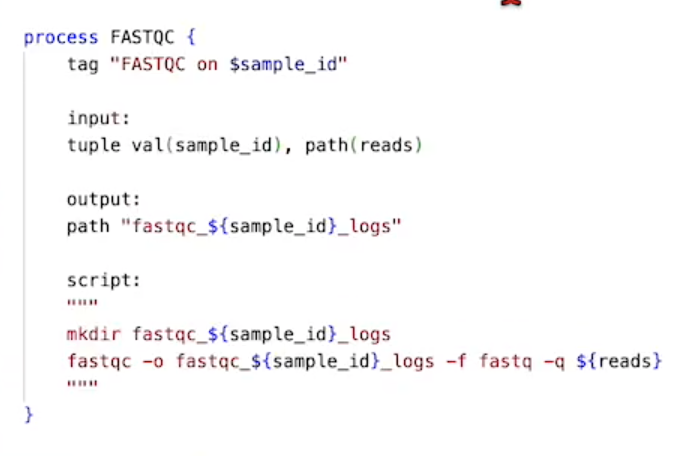 process FASTQC {
    tag "FASTQC on $sample_id"

    input:
    tuple val(sample_id), path(reads)

    output:
    path "fastqc_${sample_id}_logs"

    script:
    """
    mkdir fastqc_${sample_id}_logs
    fastqc -o fastqc_${sample_id}_logs -f fastq -q ${reads}
    """
}